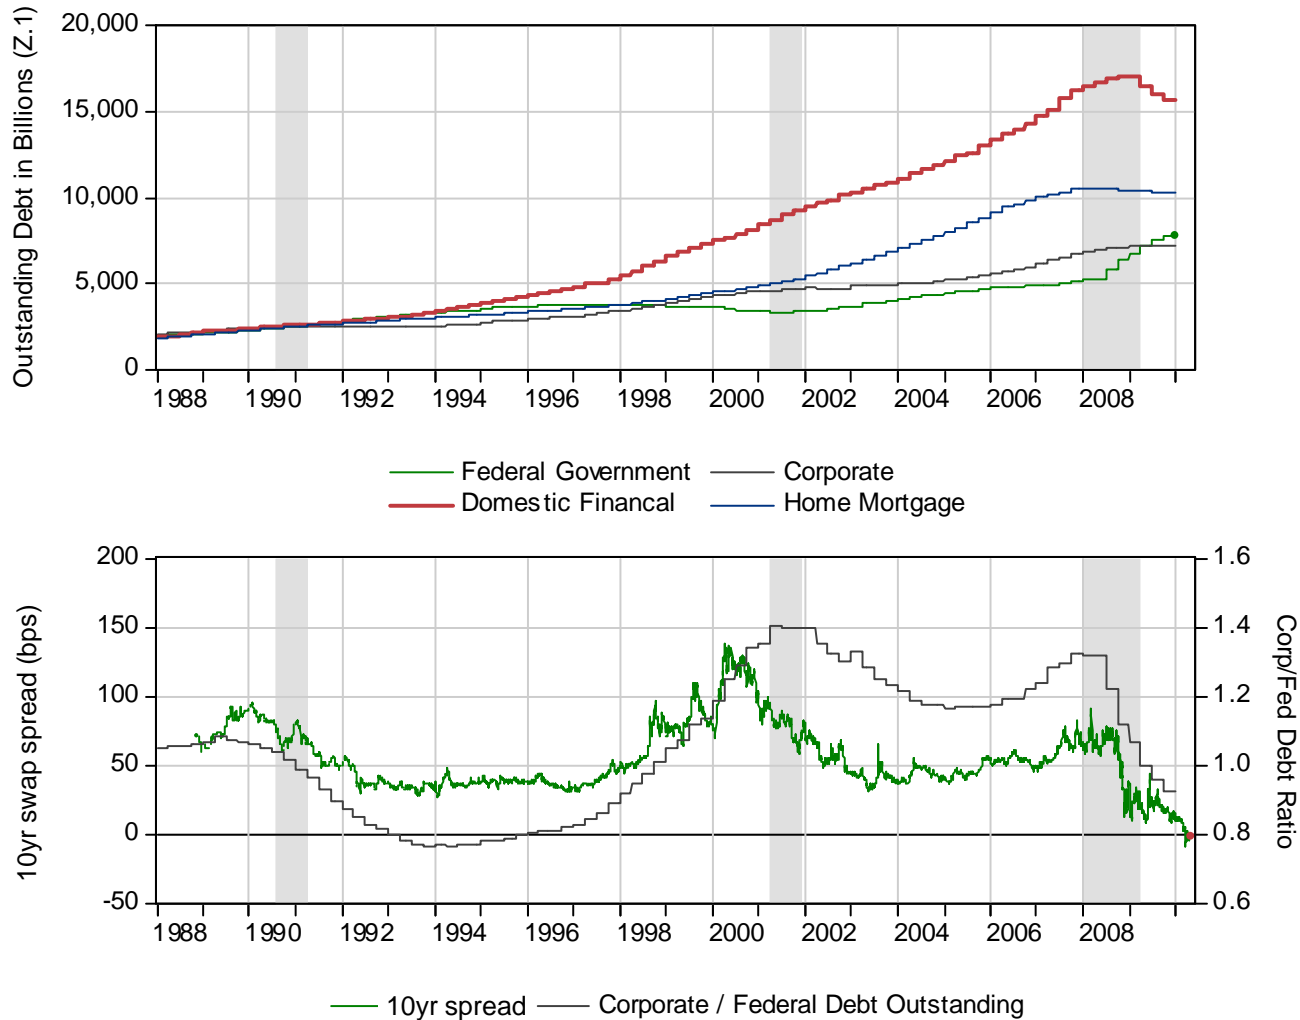 Outstanding Debt in Billions (Z.1)
20,000
15,000
10,000
5,000
0
1988 1990 1992 1994 1996 1998 2000 2002 2004 2006 2008
Federal Government Corporate
Domestic Financal Home Mortgage
10yr swap spread (bps)
200
150
100
50
0
-50
1.6
1.4
1.2
1.0
0.8
0.6
Corp/Fed Debt Ratio
1988 1990 1992 1994 1996 1998 2000 2002 2004 2006 2008
10yr spread Corporate / Federal Debt Outstanding